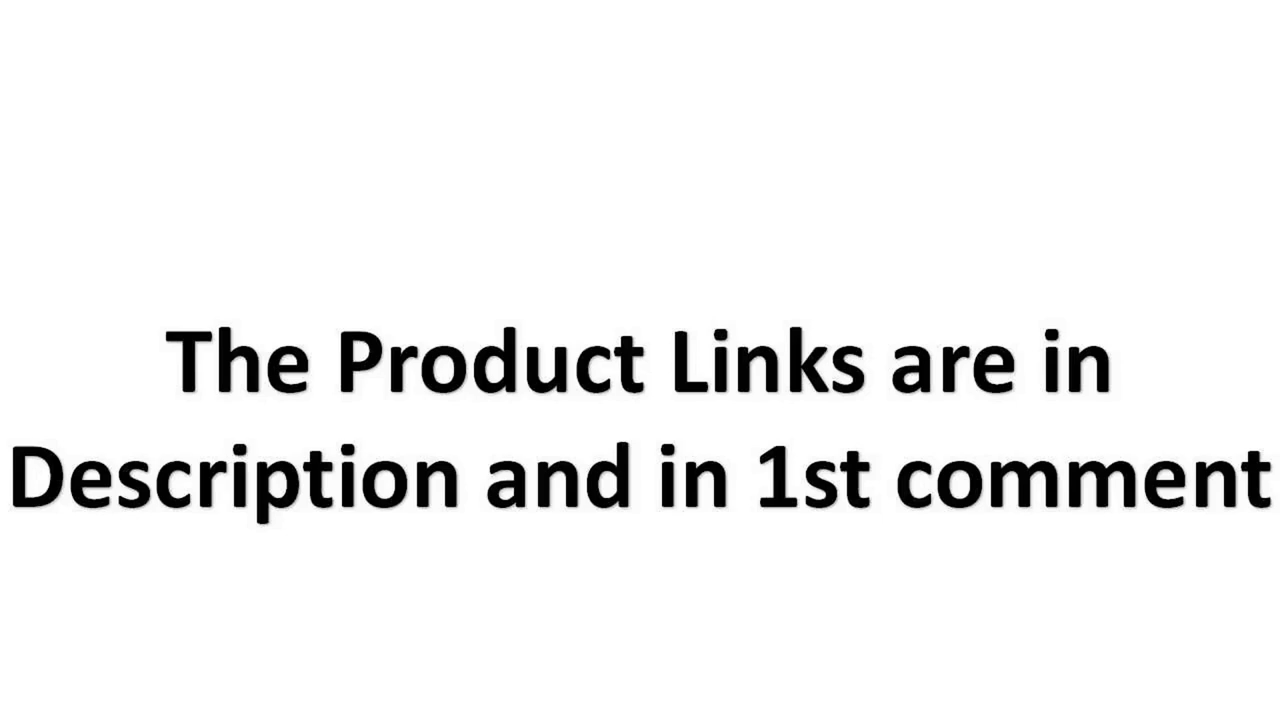 The Product Links are in
Description and in 1st comment